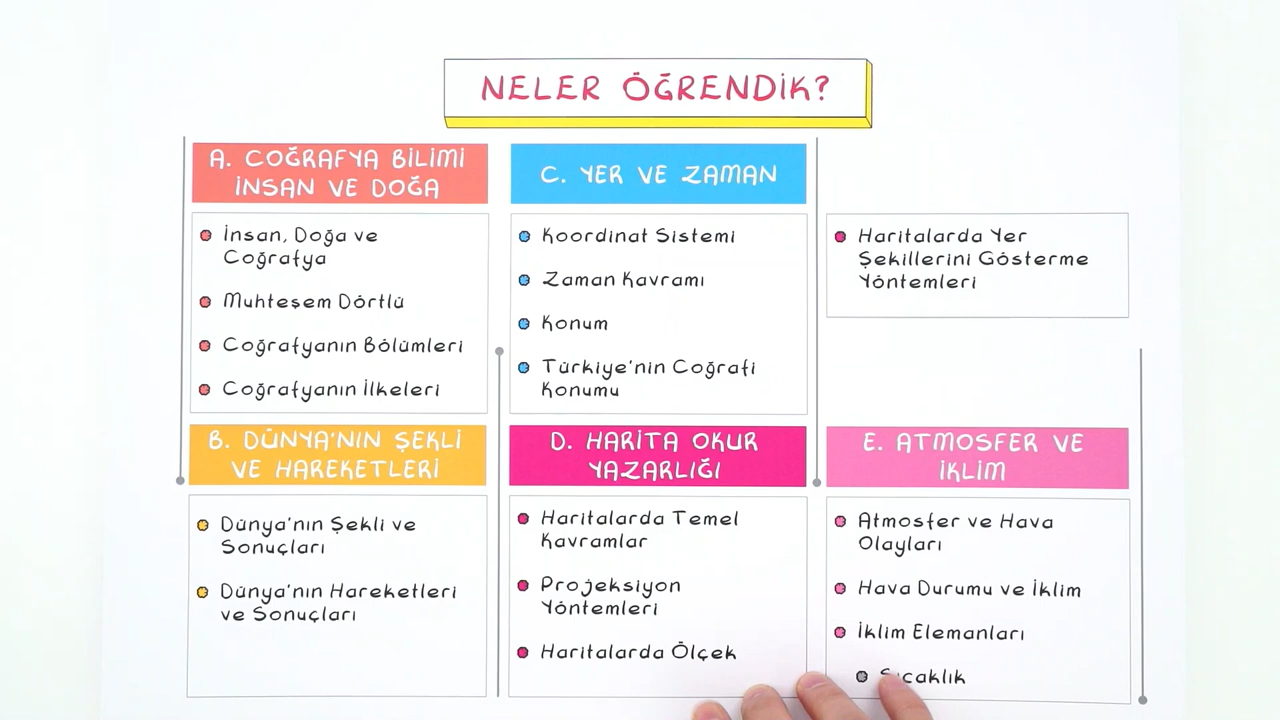 NELER ÖĞRENDİK?
A. COĞRAFYA BİLİMİ
İNSAN VE DOĞA
İnsan, Doğa ve
Coğrafya
Muhteşem Dörtlü
Coğrafyanın Bölümleri
Coğrafyanın İlkeleri
B. DÜNYA'NIN ŞEKLİ
VE HAREKETLERİ
Dünya'nın Şekli ve
Sonuçları
Dünya'nın Hareketleri
ve Sonuçları
C. YER VE ZAMAN
Koordinat Sistemi
Zaman Kavramı
Konum
Türkiye'nin Coğrafi
Konumu
D. HARİTA OKUR
YAZARLIĞI
Haritalarda Temel
Kavramlar
Projeksiyon
Yöntemleri
Haritalarda Ölçek
Haritalarda Yer
Şekillerini Gösterme
Yöntemleri
E. ATMOSFER VE
İKLİM
Atmosfer ve Hava
Olayları
Hava Durumu ve İklim
İklim Elemanları
Sıcaklık